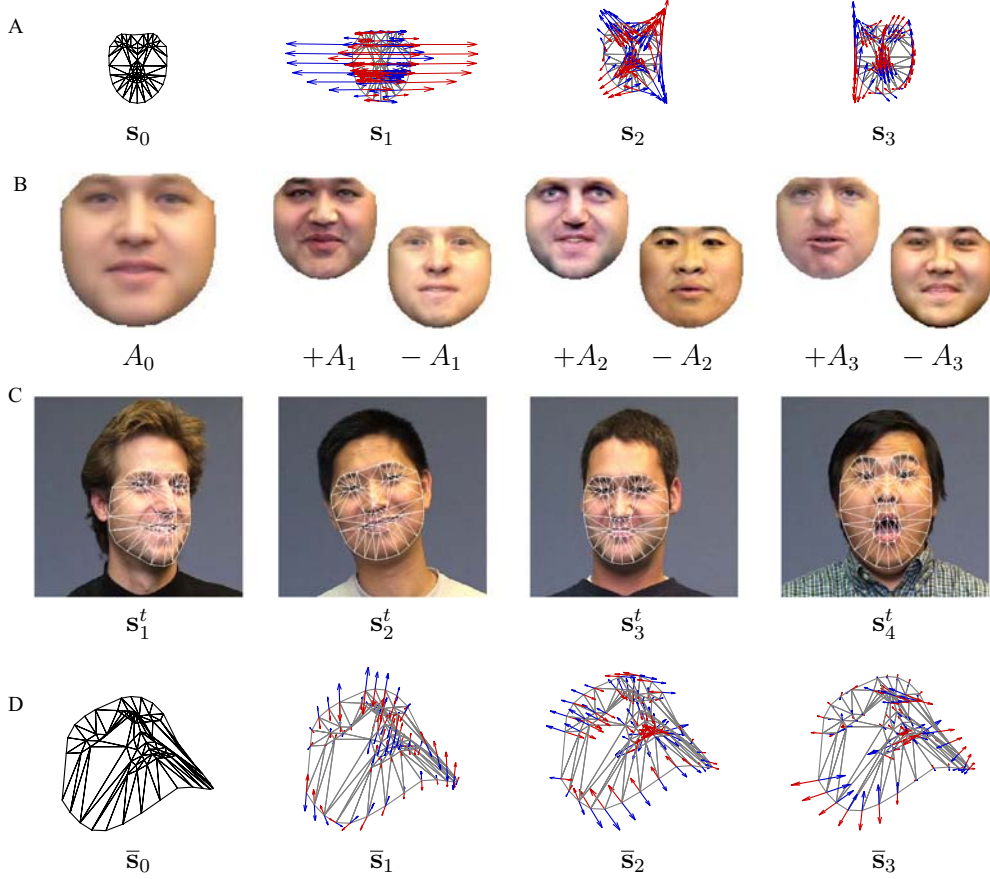 A
s₀ s₁ s₂ s₃
B
A₀ +A₁ − A₁ +A₂ − A₂ +A₃ − A₃
C
s₁ᵗ s₂ᵗ s₃ᵗ s₄ᵗ
D
s̄₀ s̄₁ s̄₂ s̄₃